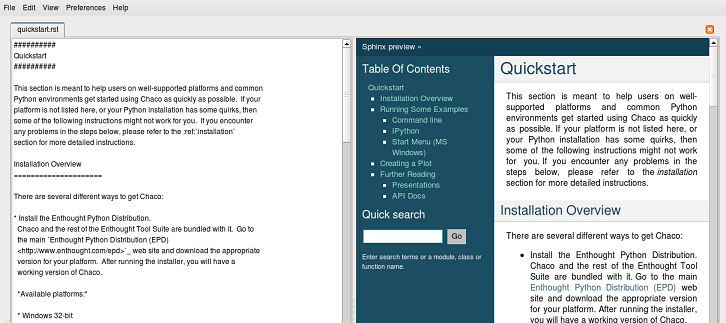 File Edit View Preferences Help
quickstart.rst
##########
Quickstart
##########
This section is meant to help users on well-supported platforms and common
Python environments get started using Chaco as quickly as possible. If your
platform is not listed here, or your Python installation has some quirks, then
some of the following instructions might not work for you. If you encounter
any problems in the steps below, please refer to the :ref:`installation`
section for more detailed instructions.
Installation Overview
=====================
There are several different ways to get Chaco:
* Install the Enthought Python Distribution.
Chaco and the rest of the Enthought Tool Suite are bundled with it. Go to
the main `Enthought Python Distribution (EPD)
<http://www.enthought.com/epd>`_ web site and download the appropriate
version for your platform. After running the installer, you will have a
working version of Chaco.
*Available platforms:*
* Windows 32-bit
Sphinx preview »
Table Of Contents
Quickstart
Installation Overview
Running Some Examples
Command line
IPython
Start Menu (MS
Windows)
Creating a Plot
Further Reading
Presentations
API Docs
Quick search
Go
Enter search terms or a module, class or
function name.
Quickstart
This section is meant to help users on well-
supported platforms and common Python
environments get started using Chaco as quickly
as possible. If your platform is not listed here, or
your Python installation has some quirks, then
some of the following instructions might not work
for you. If you encounter any problems in the
steps below, please refer to the installation
section for more detailed instructions.
Installation Overview
There are several different ways to get Chaco:
• Install the Enthought Python Distribution.
Chaco and the rest of the Enthought Tool
Suite are bundled with it. Go to the main
Enthought Python Distribution (EPD) web
site and download the appropriate version
for your platform. After running the installer,
you will have a working version of Chaco.